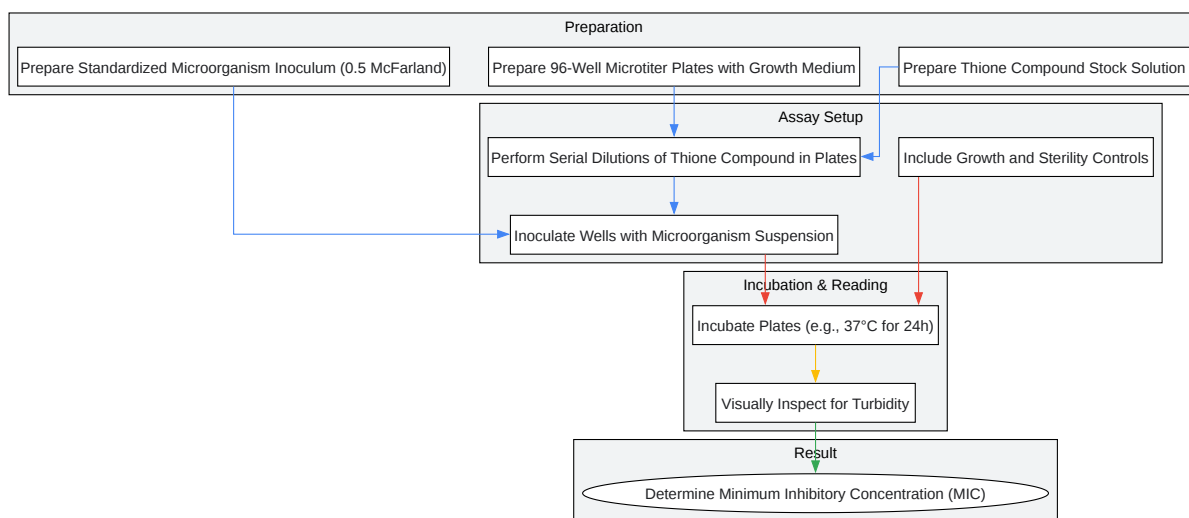 Preparation
Prepare Standardized Microorganism Inoculum (0.5 McFarland)
Prepare 96-Well Microtiter Plates with Growth Medium
Prepare Thione Compound Stock Solution
Assay Setup
Perform Serial Dilutions of Thione Compound in Plates
Include Growth and Sterility Controls
Inoculate Wells with Microorganism Suspension
Incubation & Reading
Incubate Plates (e.g., 37°C for 24h)
Visually Inspect for Turbidity
Result
Determine Minimum Inhibitory Concentration (MIC)